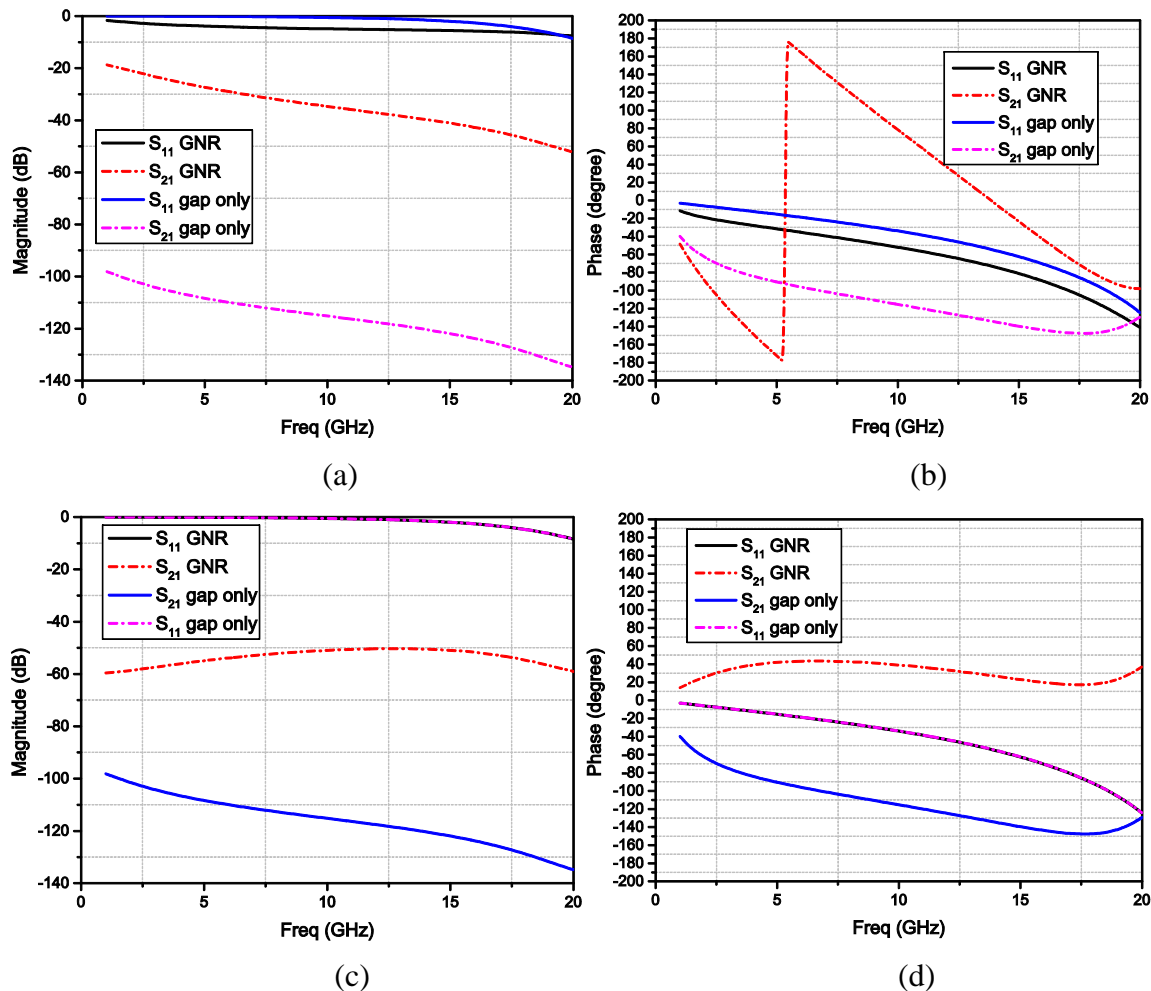 0
-20
-40
-60
-80
-100
-120
-140
Magnitude (dB)
S₁₁ GNR
S₂₁ GNR
S₁₁ gap only
S₂₁ gap only
0 5 10 15 20
Freq (GHz)
(a)
200
180
160
140
120
100
80
60
40
20
0
-20
-40
-60
-80
-100
-120
-140
-160
-180
-200
Phase (degree)
S₁₁ GNR
S₂₁ GNR
S₁₁ gap only
S₂₁ gap only
0 5 10 15 20
Freq (GHz)
(b)
0
-20
-40
-60
-80
-100
-120
-140
Magnitude (dB)
S₁₁ GNR
S₂₁ GNR
S₂₁ gap only
S₁₁ gap only
0 5 10 15 20
Freq (GHz)
(c)
200
180
160
140
120
100
80
60
40
20
0
-20
-40
-60
-80
-100
-120
-140
-160
-180
-200
Phase (degree)
S₁₁ GNR
S₂₁ GNR
S₂₁ gap only
S₁₁ gap only
0 5 10 15 20
Freq (GHz)
(d)